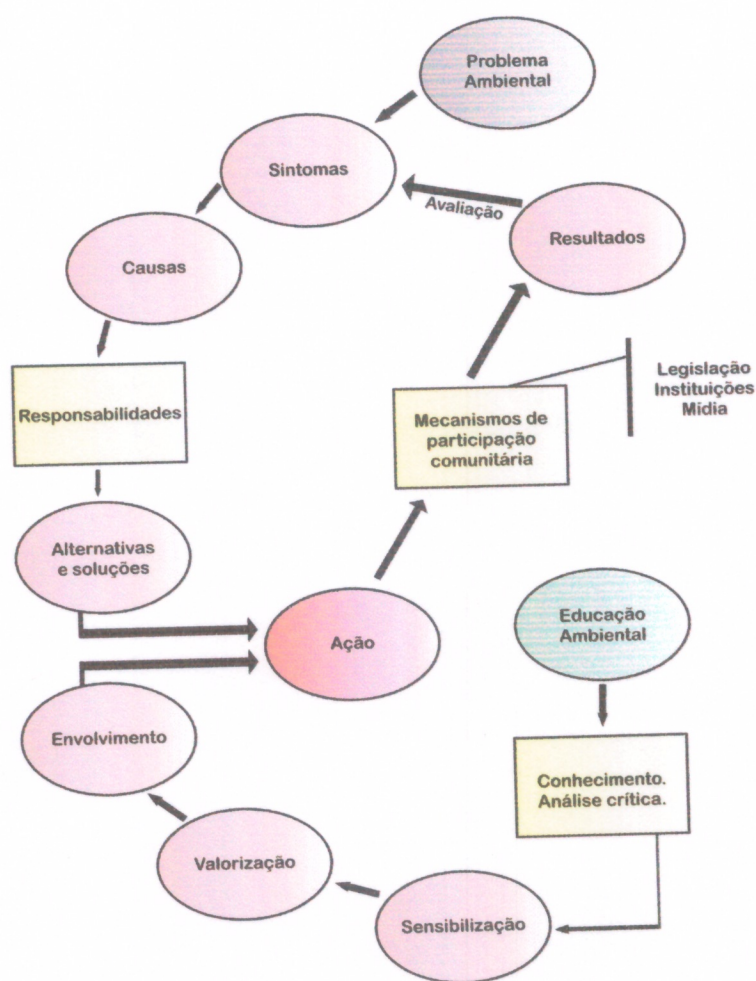 Problema
Ambiental
Sintomas
Avaliação
Resultados
Causas
Legislação
Instituições
Mídia
Responsabilidades
Mecanismos de
participação
comunitária
Alternativas
e soluções
Ação
Educação
Ambiental
Envolvimento
Conhecimento.
Análise crítica.
Valorização
Sensibilização